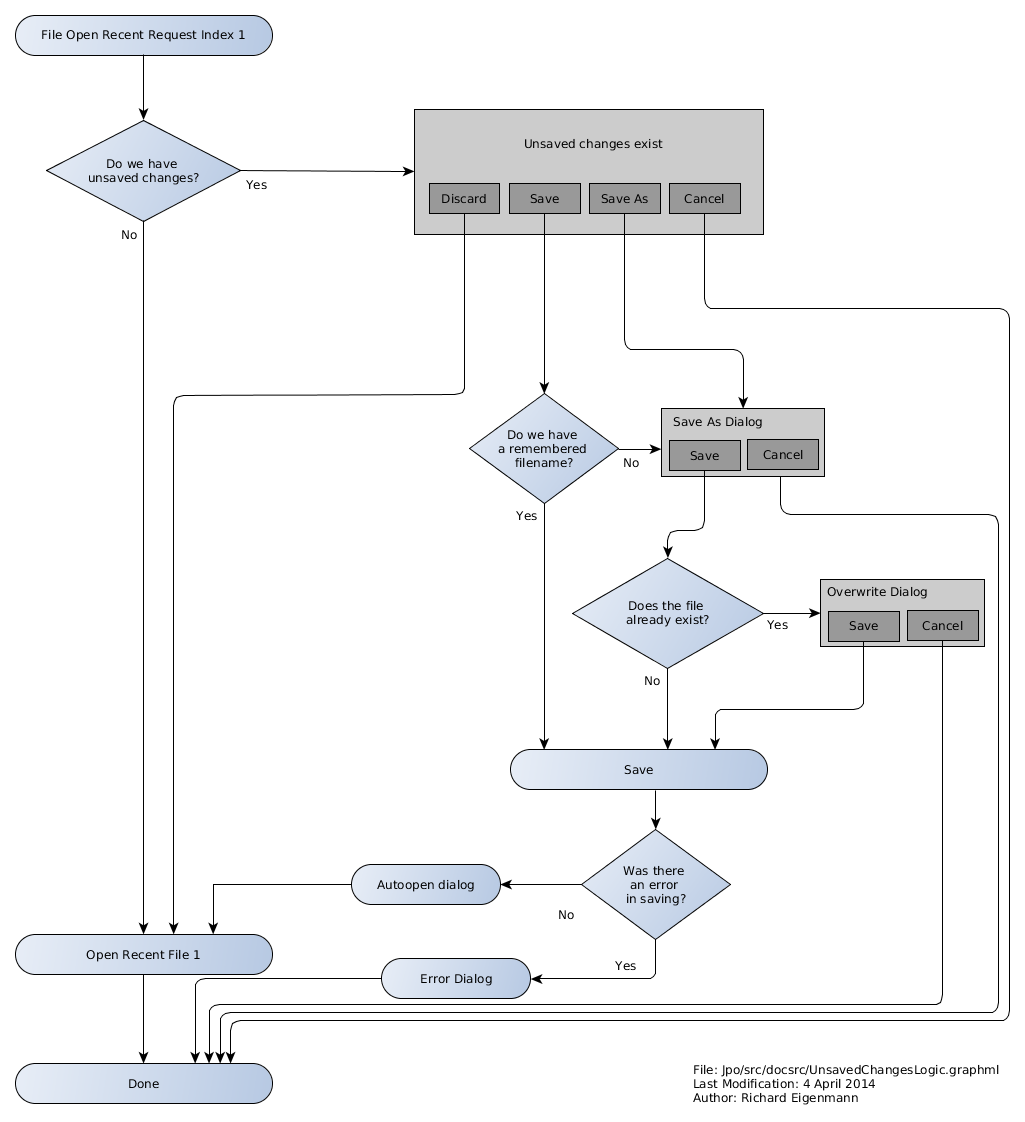 File Open Recent Request Index 1
Do we have
unsaved changes?
Yes
No
Unsaved changes exist
Discard
Save
Save As
Cancel
Do we have
a remembered
filename?
No
Yes
Save As Dialog
Save
Cancel
Does the file
already exist?
Yes
No
Overwrite Dialog
Save
Cancel
Save
Was there
an error
in saving?
No
Yes
Autoopen dialog
Open Recent File 1
Error Dialog
Done
File: Jpo/src/docsrc/UnsavedChangesLogic.graphml
Last Modification: 4 April 2014
Author: Richard Eigenmann